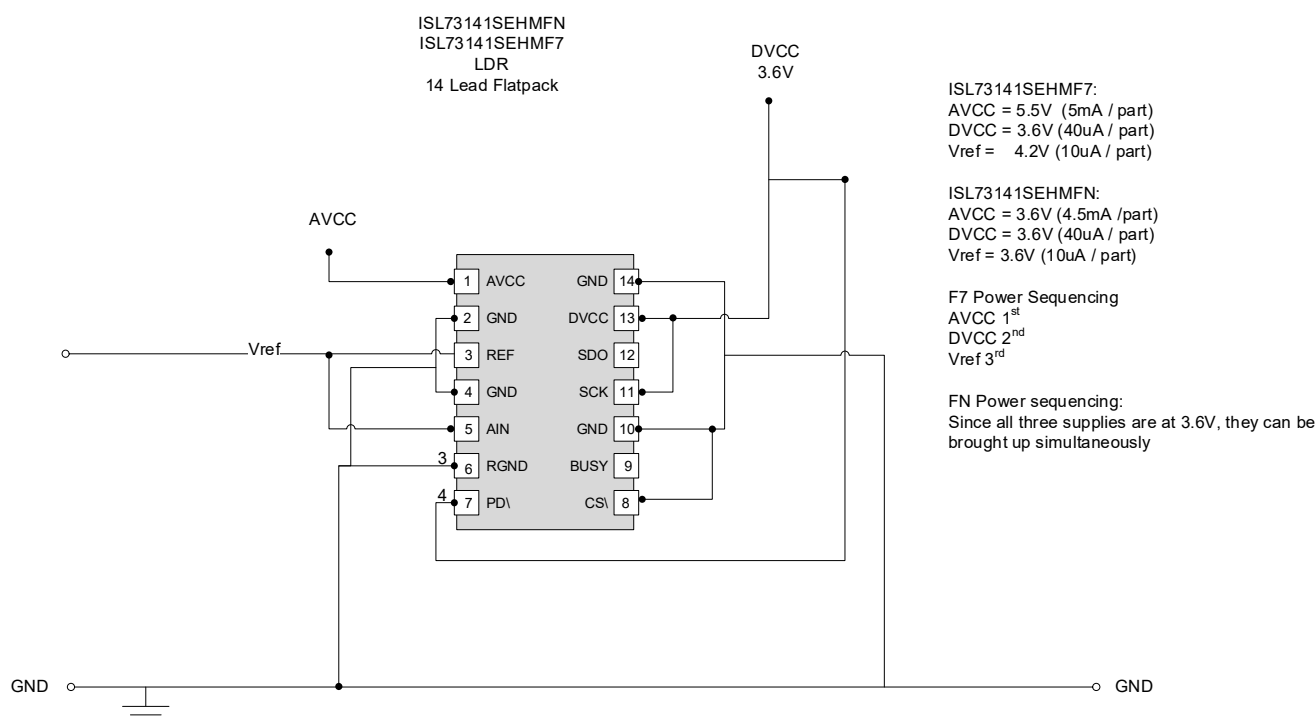 ISL73141SEHMFN
ISL73141SEHMF7
LDR
14 Lead Flatpack
DVCC
3.6V
ISL73141SEHMF7:
AVCC = 5.5V (5mA / part)
DVCC = 3.6V (40uA / part)
Vref = 4.2V (10uA / part)
ISL73141SEHMFN:
AVCC = 3.6V (4.5mA /part)
DVCC = 3.6V (40uA / part)
Vref = 3.6V (10uA / part)
F7 Power Sequencing
AVCC 1st
DVCC 2nd
Vref 3rd
FN Power sequencing:
Since all three supplies are at 3.6V, they can be
brought up simultaneously
AVCC
1 AVCC GND 14
2 GND DVCC 13
Vref 3 REF SDO 12
4 GND SCK 11
5 AIN GND 10
3 6 RGND BUSY 9
4 7 PD\ CS\ 8
GND GND